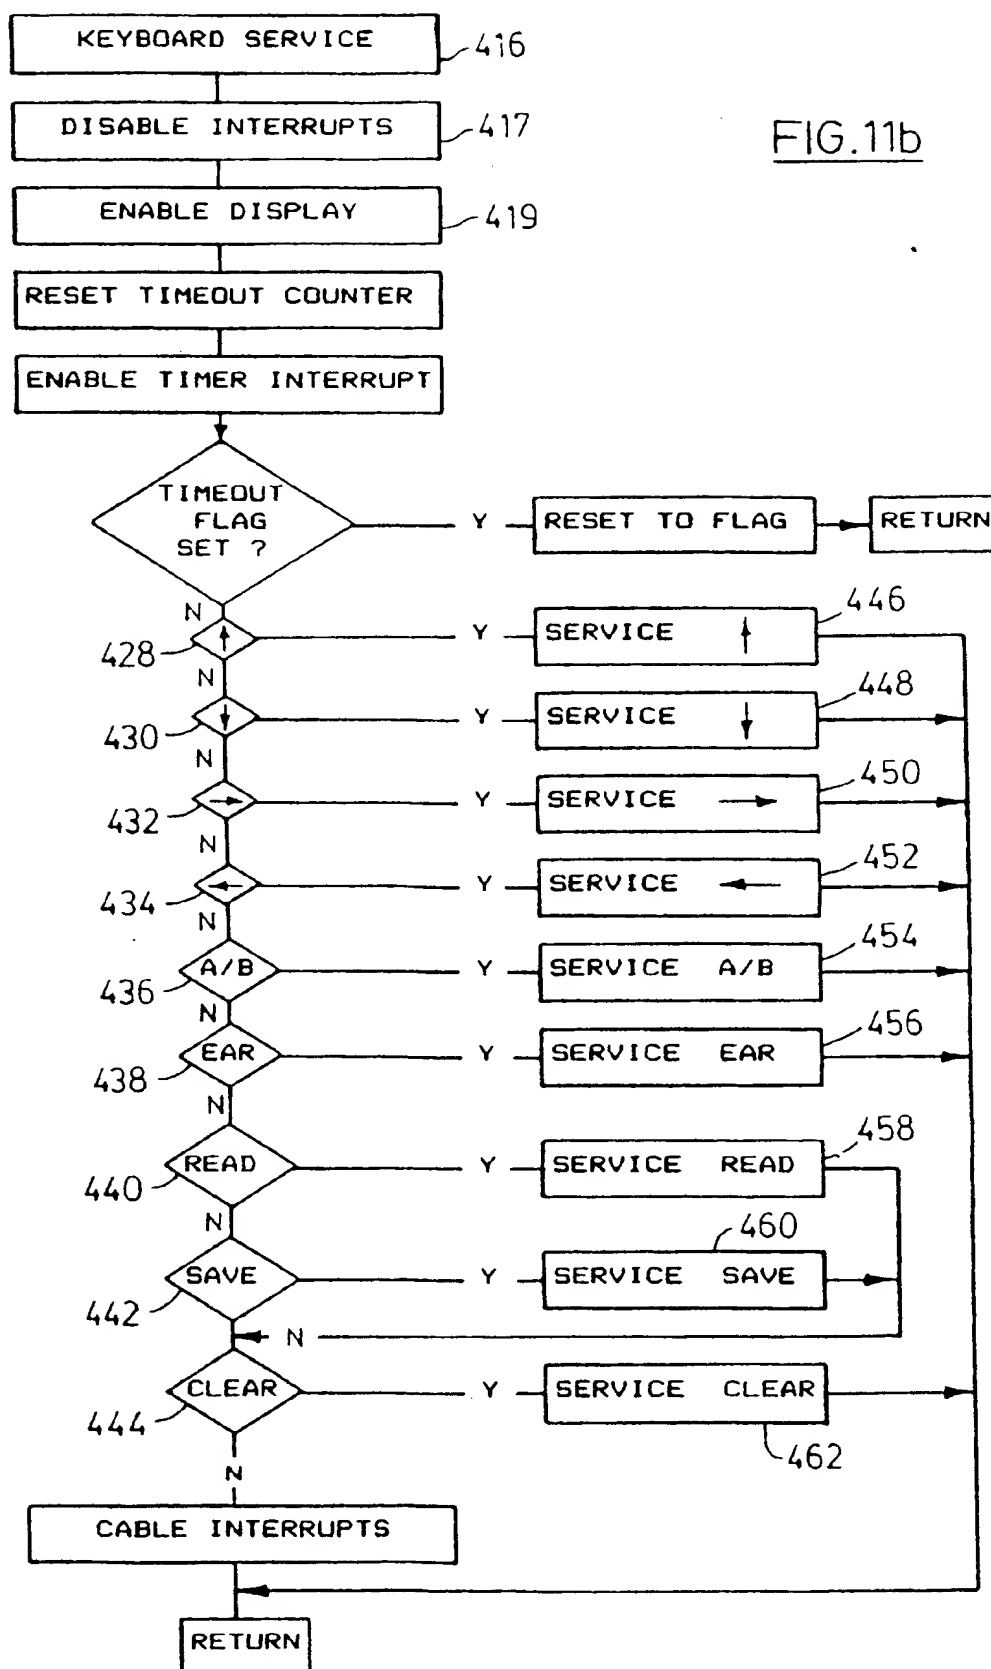 KEYBOARD SERVICE
416
DISABLE INTERRUPTS
417
FIG.11b
ENABLE DISPLAY
419
RESET TIMEOUT COUNTER
ENABLE TIMER INTERRUPT
TIMEOUT
FLAG
SET ?
Y
RESET TO FLAG
RETURN
N
428
↑
Y
SERVICE ↑
446
N
430
↓
Y
SERVICE ↓
448
N
432
→
Y
SERVICE →
450
N
434
←
Y
SERVICE ←
452
N
436
A/B
Y
SERVICE A/B
454
N
438
EAR
Y
SERVICE EAR
456
N
440
READ
Y
SERVICE READ
458
N
442
SAVE
Y
SERVICE SAVE
460
N
444
CLEAR
Y
SERVICE CLEAR
462
N
CABLE INTERRUPTS
RETURN